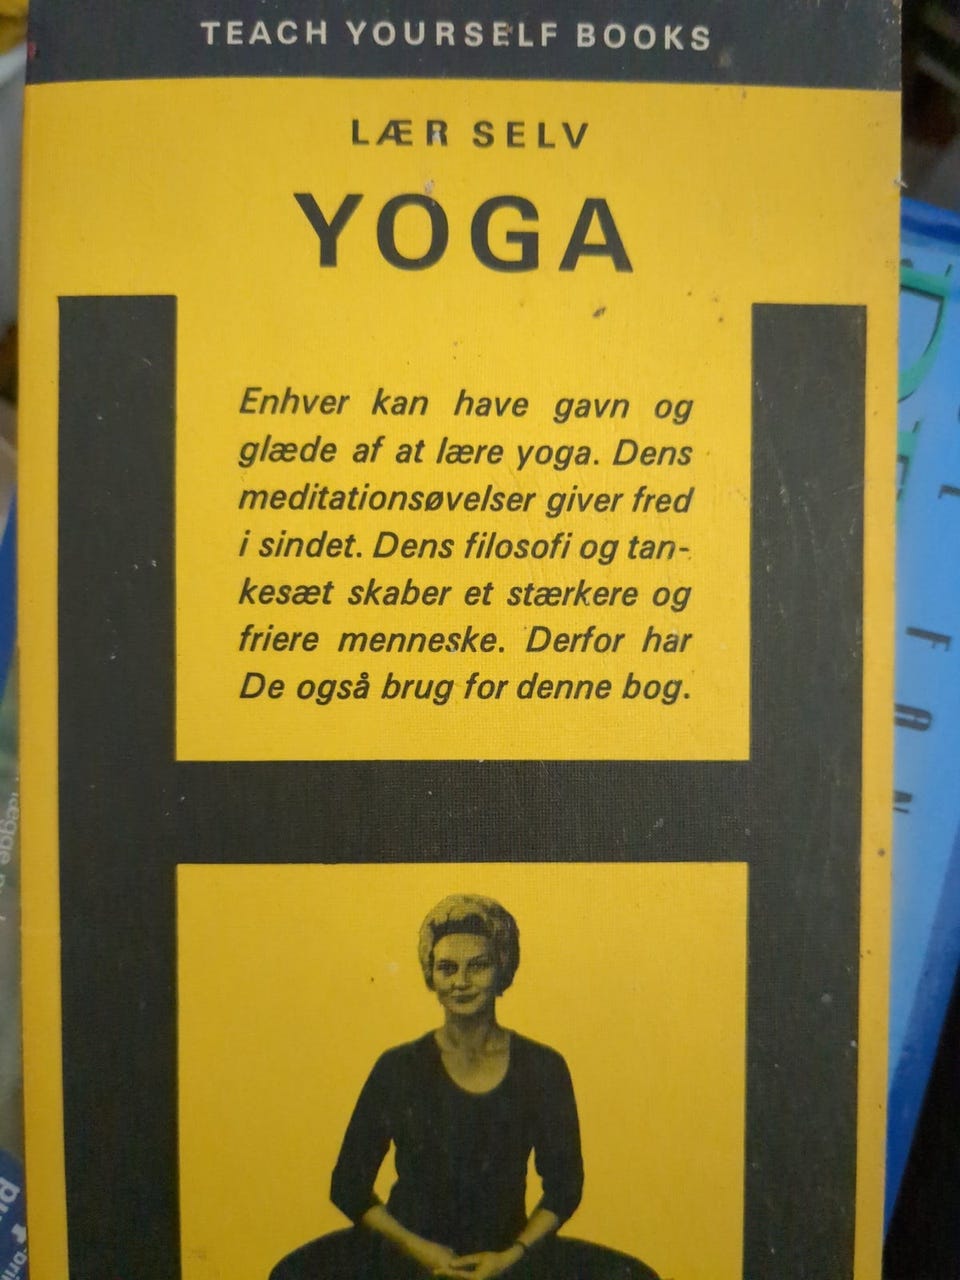 TEACH YOURSELF BOOKS
LÆR SELV
YOGA
Enhver kan have gavn og
glæde af at lære yoga. Dens
meditationsøvelser giver fred
i sindet. Dens filosofi og tan-
kesæt skaber et stærkere og
friere menneske. Derfor har
De også brug for denne bog.